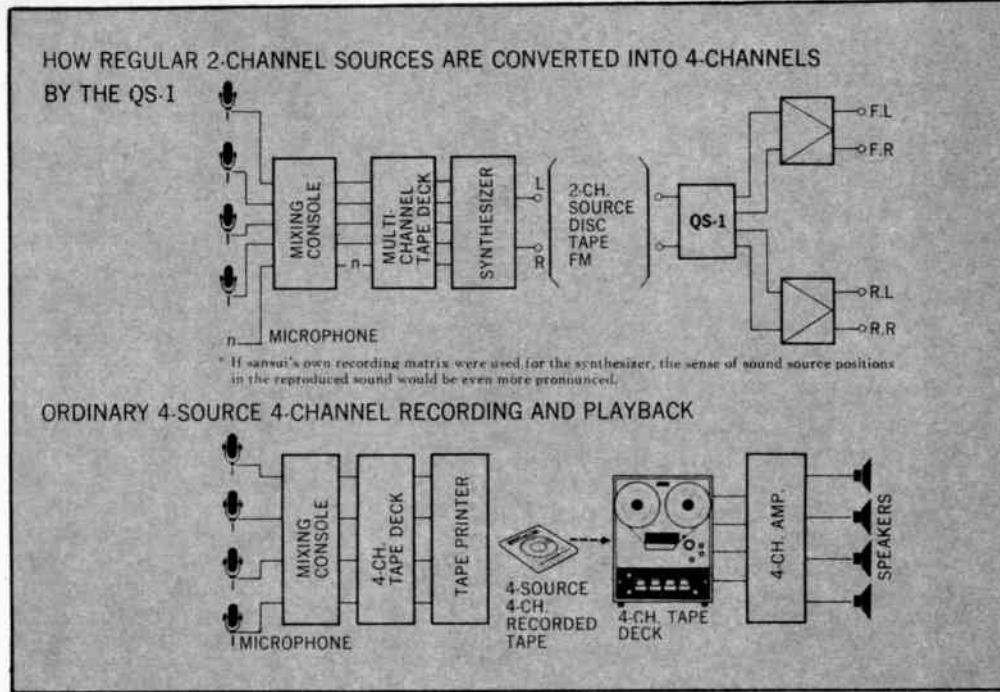 HOW REGULAR 2-CHANNEL SOURCES ARE CONVERTED INTO 4-CHANNELS
BY THE QS-1
MIXING
CONSOLE
n
MULTI-
CHANNEL
TAPE DECK
SYNTHESIZER
L
R
2-CH.
SOURCE
DISC
TAPE
FM
QS-1
F.L
F.R
R.L
R.R
n
MICROPHONE
* If sansui's own recording matrix were used for the synthesizer, the sense of sound source positions
in the reproduced sound would be even more pronounced.
ORDINARY 4-SOURCE 4-CHANNEL RECORDING AND PLAYBACK
MICROPHONE
MIXING
CONSOLE
4-CH.
TAPE DECK
TAPE PRINTER
4-SOURCE
4-CH.
RECORDED
TAPE
4-CH. TAPE
DECK
4-CH. AMP.
SPEAKERS